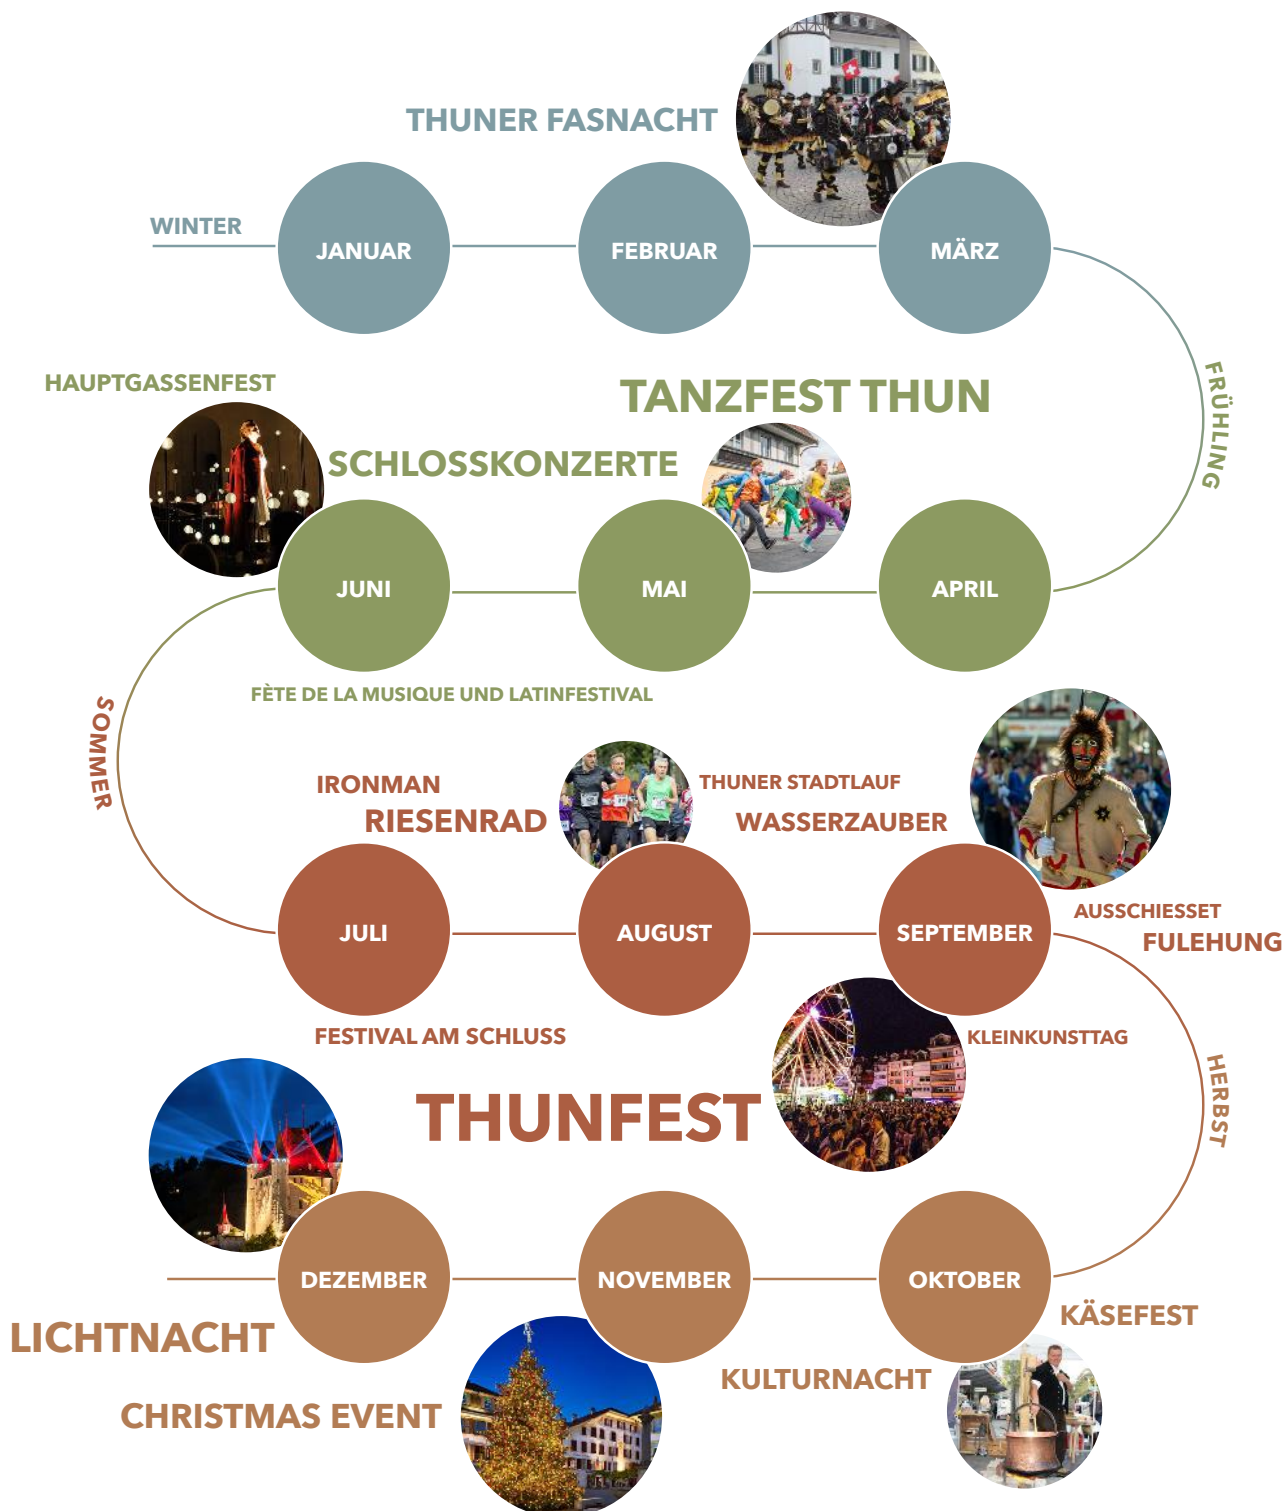 THUNER FASNACHT
WINTER
JANUAR
FEBRUAR
MÄRZ
FRÜHLING
HAUPTGASSENFEST
TANZFEST THUN
SCHLOSSKONZERTE
JUNI
MAI
APRIL
FÈTE DE LA MUSIQUE UND LATINFESTIVAL
SOMMER
IRONMAN
RIESENRAD
THUNER STADTLAUF
WASSERZAUBER
JULI
AUGUST
SEPTEMBER
AUSSCHIESSET
FULEHUNG
FESTIVAL AM SCHLUSS
KLEINKUNSTTAG
THUNFEST
HERBST
DEZEMBER
NOVEMBER
OKTOBER
LICHTNACHT
KÄSEFEST
KULTURNACHT
CHRISTMAS EVENT